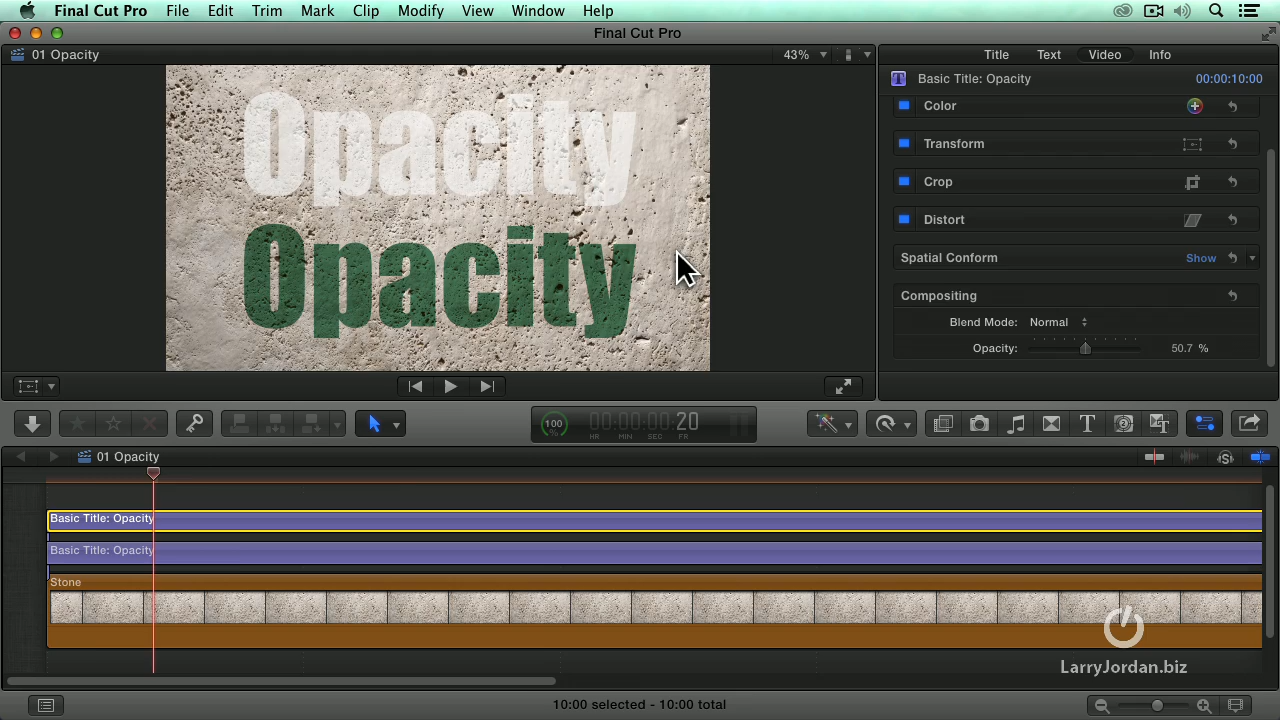 Final Cut Pro File Edit Trim Mark Clip Modify View Window Help
Final Cut Pro
01 Opacity 43% Title Text Video Info
Basic Title: Opacity 00:00:10:00
Color
Transform
Crop
Distort
Spatial Conform Show
Compositing
Blend Mode: Normal
Opacity: 50.7 %
Opacity
Opacity
100 % 00:00:00:20
HR MIN SEC FR
01 Opacity
Basic Title: Opacity
Basic Title: Opacity
Stone
LarryJordan.biz
10:00 selected - 10:00 total